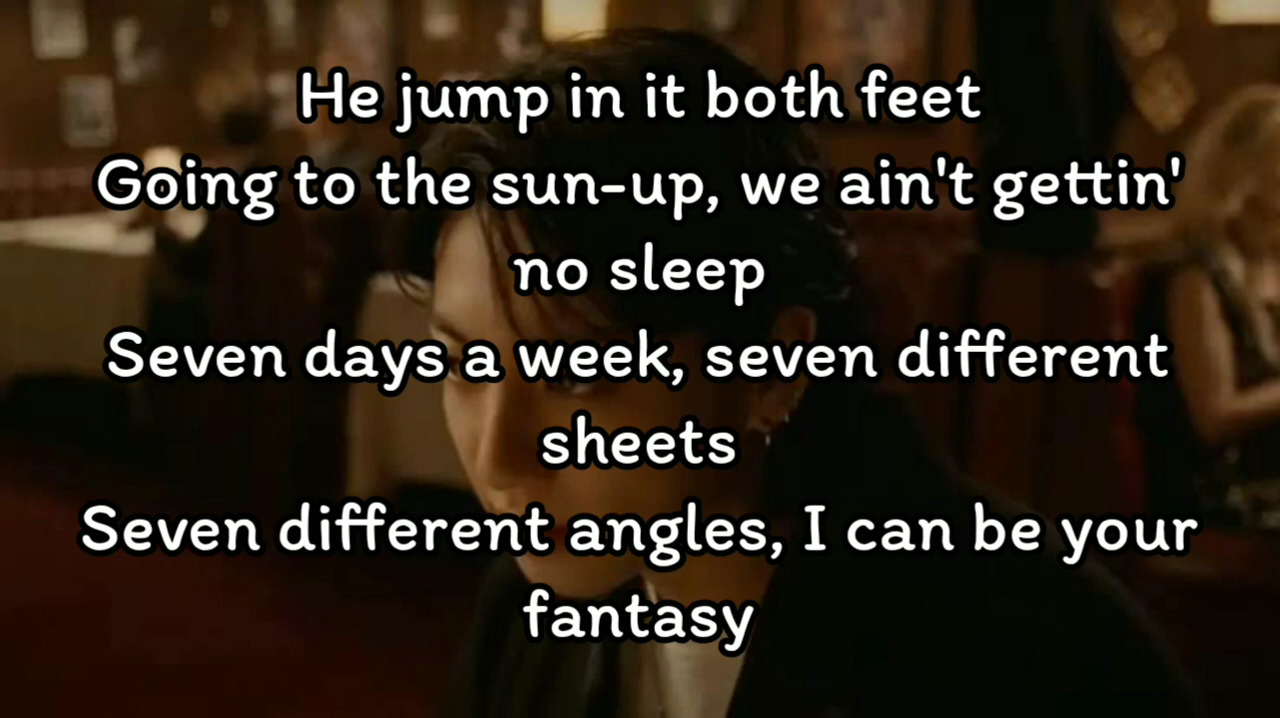 He jump in it both feet
Going to the sun-up, we ain't gettin'
no sleep
Seven days a week, seven different
sheets
Seven different angles, I can be your
fantasy